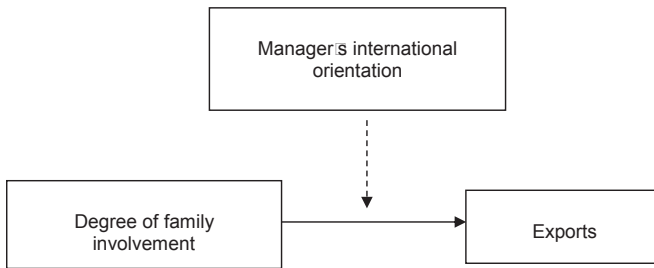 Manager□s international
orientation
Degree of family
involvement
Exports